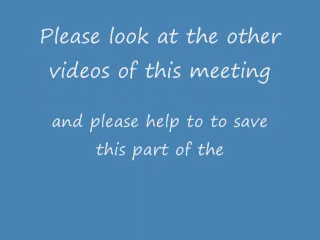 Please look at the other
videos of this meeting
and please help to to save
this part of the